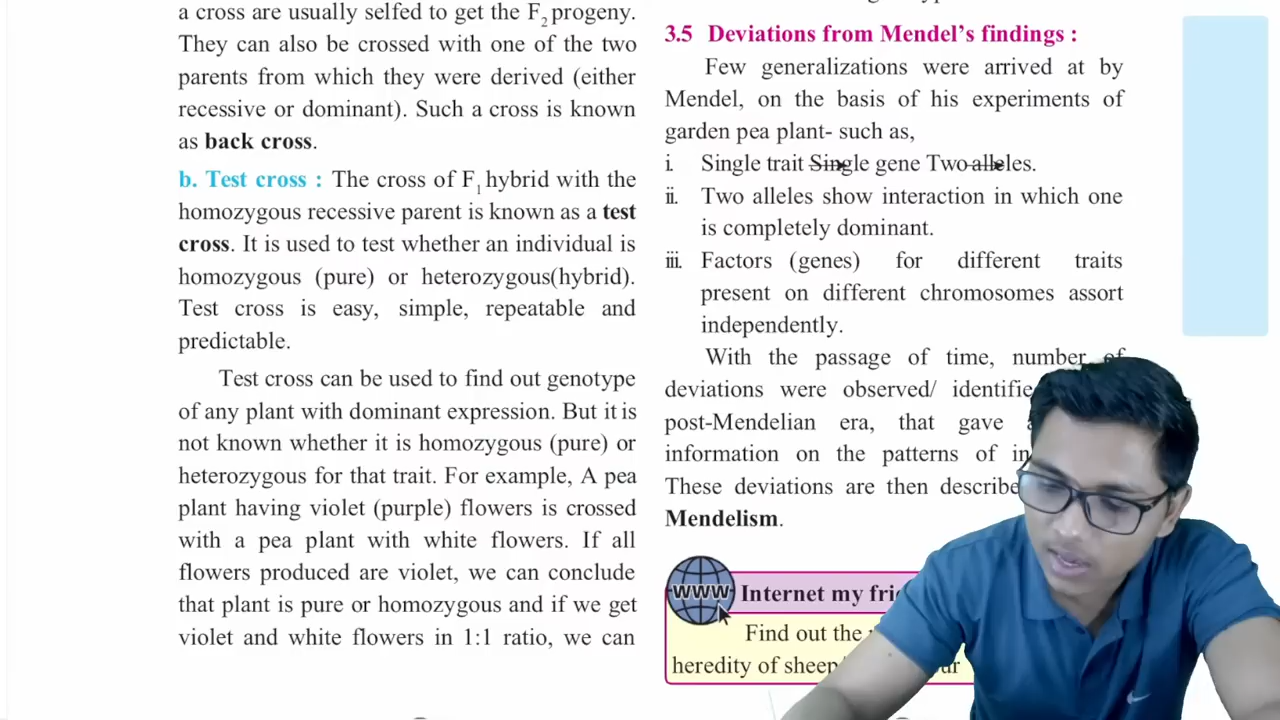 a cross are usually selfed to get the F2 progeny.
They can also be crossed with one of the two
parents from which they were derived (either
recessive or dominant). Such a cross is known
as back cross.
b. Test cross : The cross of F1 hybrid with the
homozygous recessive parent is known as a test
cross. It is used to test whether an individual is
homozygous (pure) or heterozygous(hybrid).
Test cross is easy, simple, repeatable and
predictable.
Test cross can be used to find out genotype
of any plant with dominant expression. But it is
not known whether it is homozygous (pure) or
heterozygous for that trait. For example, A pea
plant having violet (purple) flowers is crossed
with a pea plant with white flowers. If all
flowers produced are violet, we can conclude
that plant is pure or homozygous and if we get
violet and white flowers in 1:1 ratio, we can
3.5 Deviations from Mendel's findings :
Few generalizations were arrived at by
Mendel, on the basis of his experiments of
garden pea plant- such as,
i. Single trait Single gene Two alleles.
ii. Two alleles show interaction in which one
is completely dominant.
iii. Factors (genes) for different traits
present on different chromosomes assort
independently.
With the passage of time, number of
deviations were observed/
post-Mendelian era, that gave
information on the patterns of
These deviations are then
Mendelism.
www
Internet my
Find out the
heredity of sheep